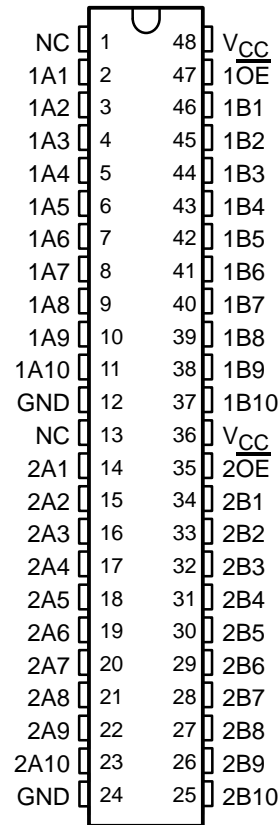 NC 1 48 VCC
1A1 2 47 1O̅E̅
1A2 3 46 1B1
1A3 4 45 1B2
1A4 5 44 1B3
1A5 6 43 1B4
1A6 7 42 1B5
1A7 8 41 1B6
1A8 9 40 1B7
1A9 10 39 1B8
1A10 11 38 1B9
GND 12 37 1B10
NC 13 36 VCC
2A1 14 35 2O̅E̅
2A2 15 34 2B1
2A3 16 33 2B2
2A4 17 32 2B3
2A5 18 31 2B4
2A6 19 30 2B5
2A7 20 29 2B6
2A8 21 28 2B7
2A9 22 27 2B8
2A10 23 26 2B9
GND 24 25 2B10